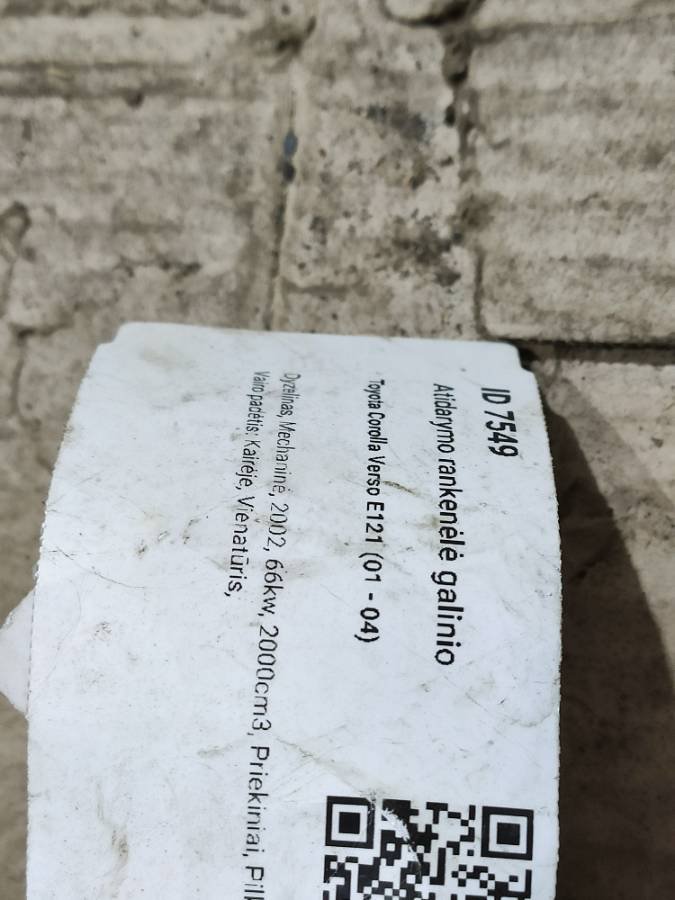 ID 7549
Atidarymo rankenėlė galinio
Toyota Corolla Verso E121 (01 - 04)
Dyzelinas, Mechaninė, 2002, 66kw, 2000cm3, Priekiniai,
Vairo padėtis: Kairėje, Vienatūris,